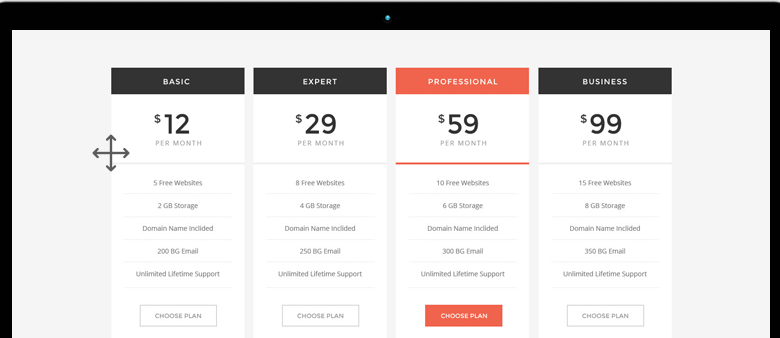 BASIC
$12
PER MONTH
5 Free Websites
2 GB Storage
Domain Name Inclided
200 BG Email
Unlimited Lifetime Support
CHOOSE PLAN
EXPERT
$29
PER MONTH
8 Free Websites
4 GB Storage
Domain Name Inclided
250 BG Email
Unlimited Lifetime Support
CHOOSE PLAN
PROFESSIONAL
$59
PER MONTH
10 Free Websites
6 GB Storage
Domain Name Inclided
300 BG Email
Unlimited Lifetime Support
CHOOSE PLAN
BUSINESS
$99
PER MONTH
15 Free Websites
8 GB Storage
Domain Name Inclided
350 BG Email
Unlimited Lifetime Support
CHOOSE PLAN